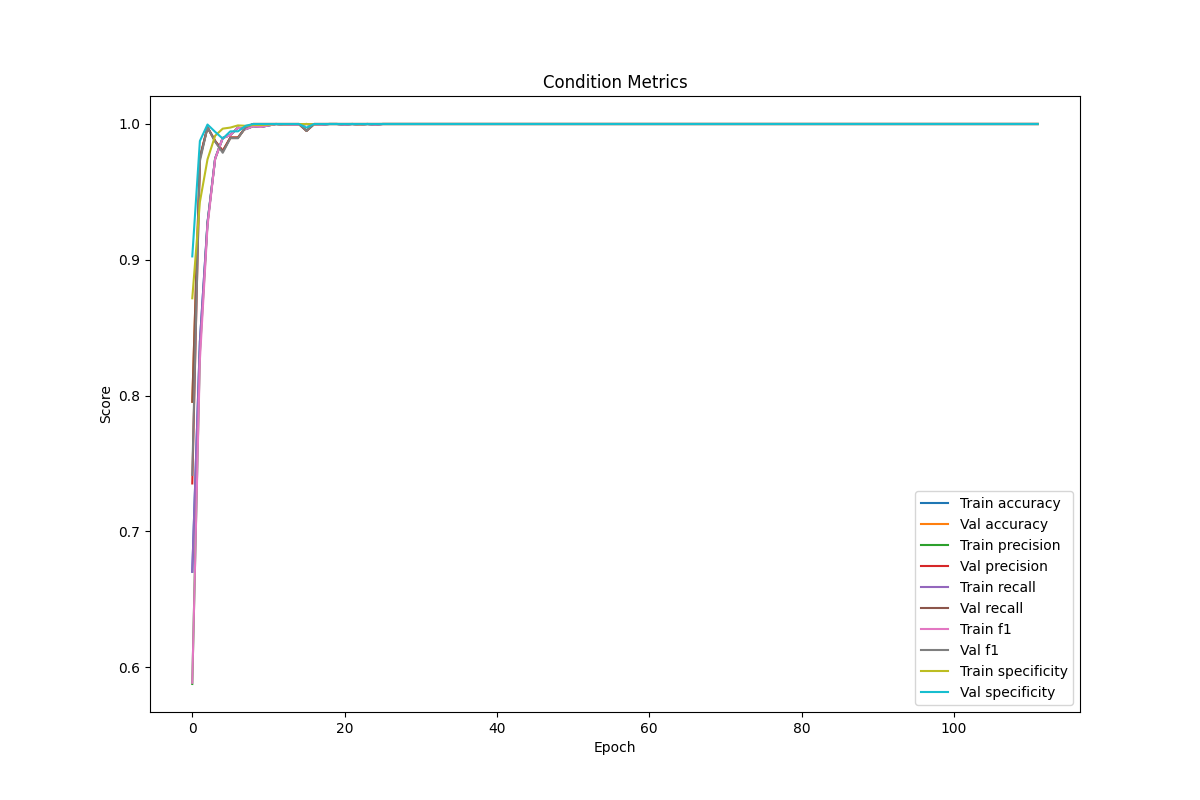 Condition Metrics
Score
1.0
0.9
0.8
0.7
0.6
0 20 40 60 80 100
Epoch
Train accuracy
Val accuracy
Train precision
Val precision
Train recall
Val recall
Train f1
Val f1
Train specificity
Val specificity